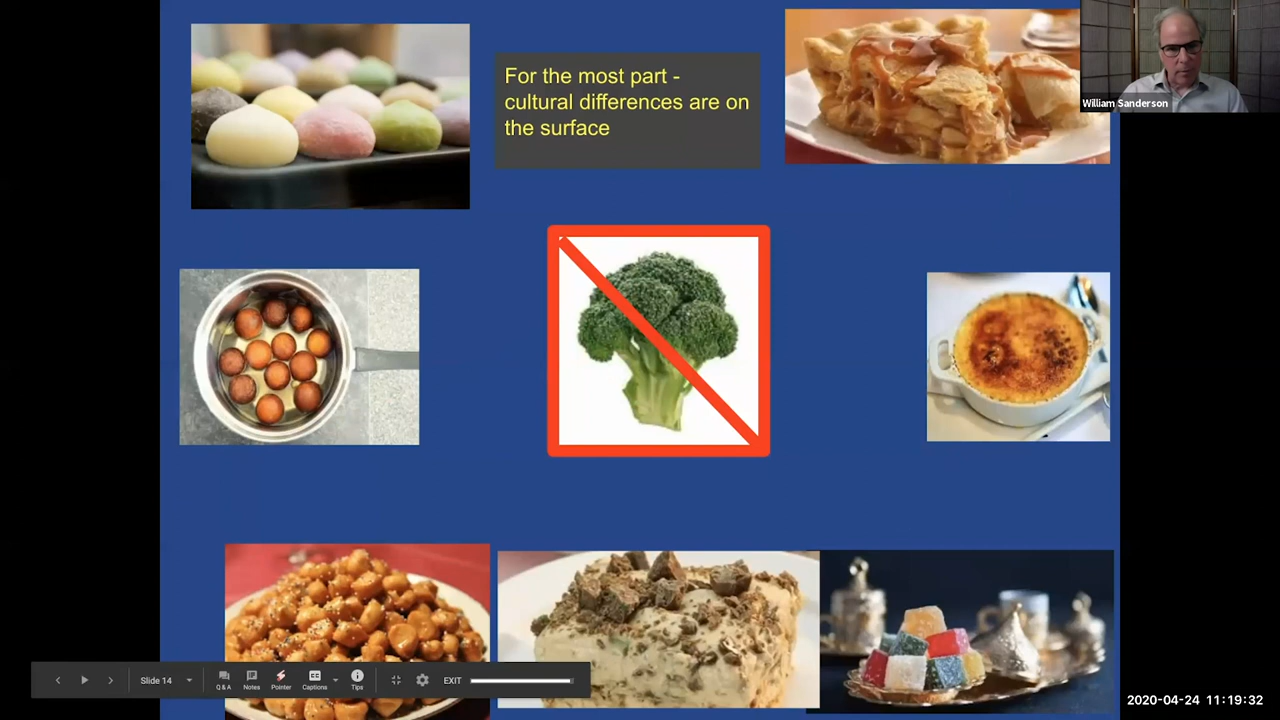 For the most part -
cultural differences are on
the surface
William Sanderson
Slide 14
Q & A
Notes
Pointer
CC
Captions
Tips
EXIT
2020-04-24 11:19:32